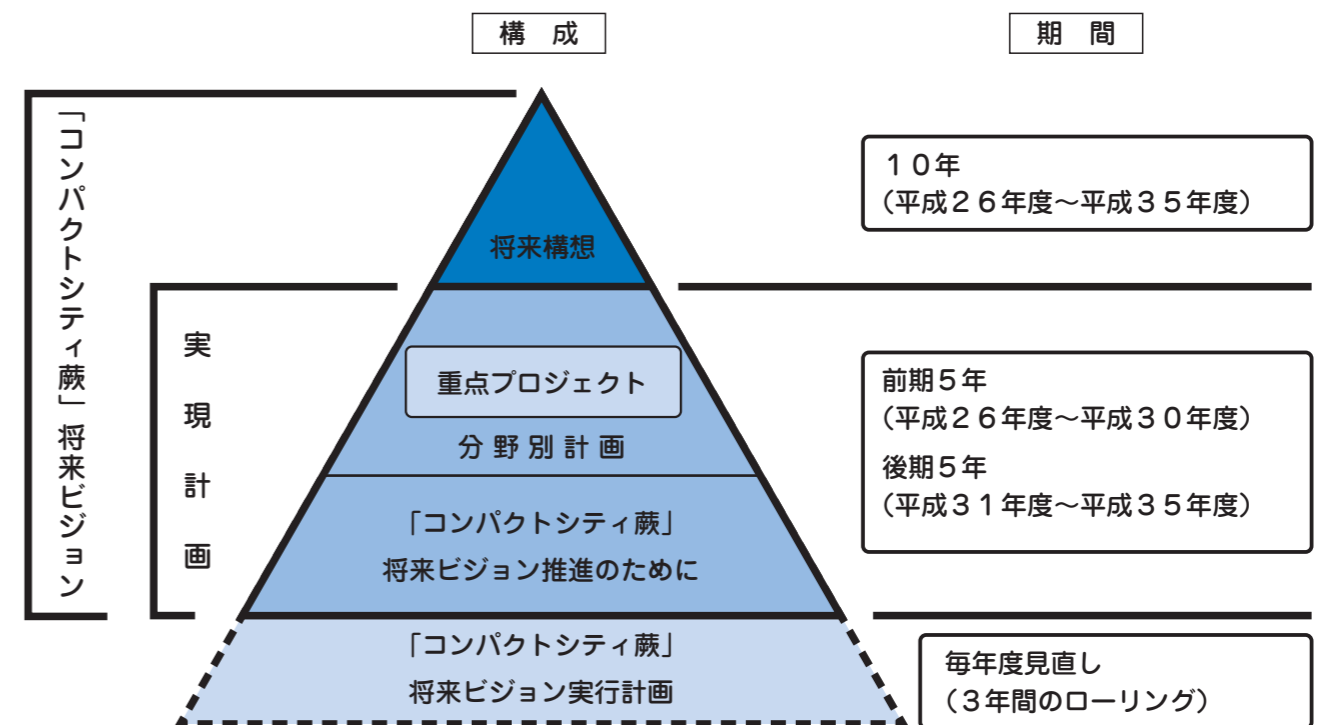 構　成
期　間
「コンパクトシティ蕨」将来ビジョン
実現計画
将来構想
重点プロジェクト
分野別計画
「コンパクトシティ蕨」
将来ビジョン推進のために
「コンパクトシティ蕨」
将来ビジョン実行計画
１０年
（平成２６年度～平成３５年度）
前期５年
（平成２６年度～平成３０年度）
後期５年
（平成３１年度～平成３５年度）
毎年度見直し
（３年間のローリング）